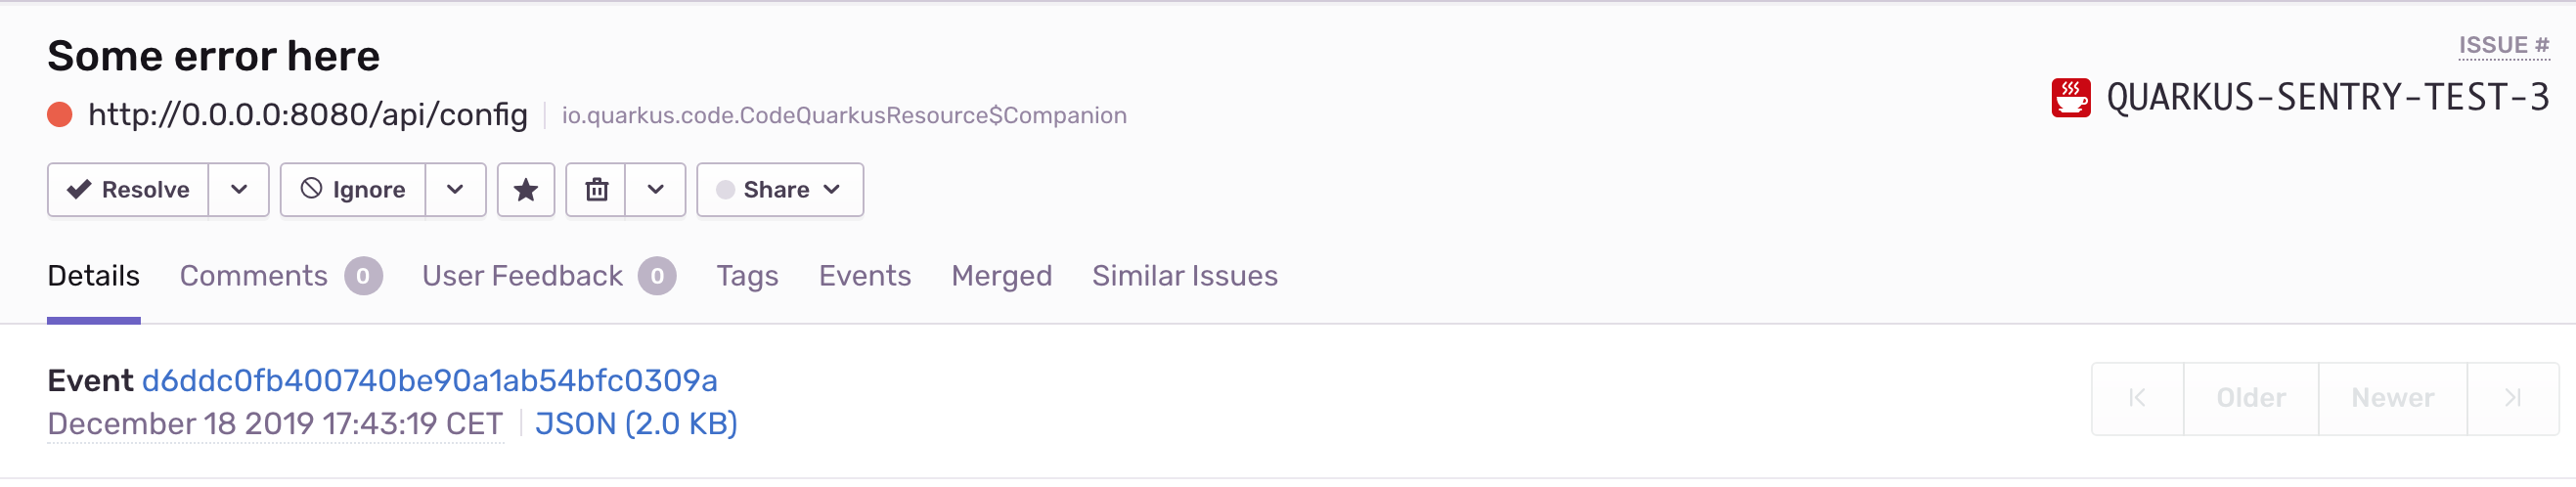 Some error here
ISSUE #
http://0.0.0.0:8080/api/config io.quarkus.code.CodeQuarkusResource$Companion
QUARKUS-SENTRY-TEST-3
Resolve Ignore Share
Details Comments 0 User Feedback 0 Tags Events Merged Similar Issues
Event d6ddc0fb400740be90a1ab54bfc0309a
December 18 2019 17:43:19 CET JSON (2.0 KB)
Older Newer